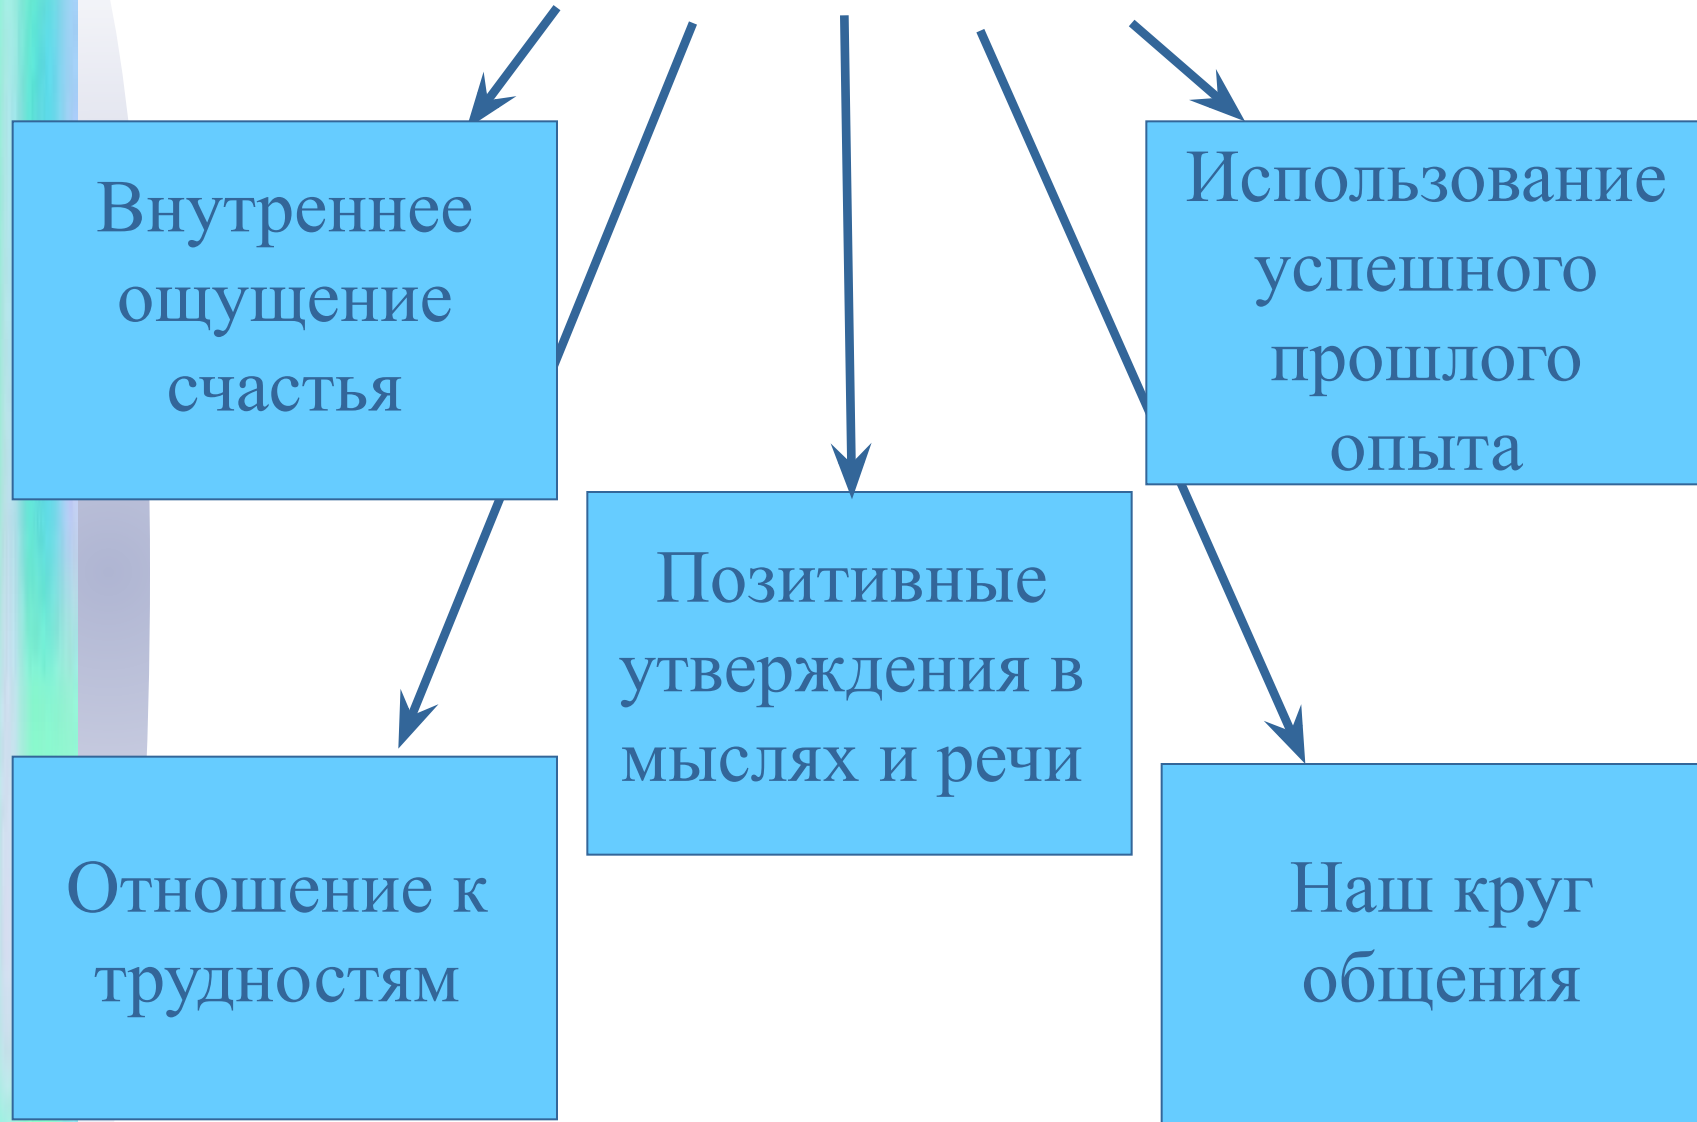 Внутреннее
ощущение
счастья
Использование
успешного
прошлого
опыта
Позитивные
утверждения в
мыслях и речи
Отношение к
трудностям
Наш круг
общения